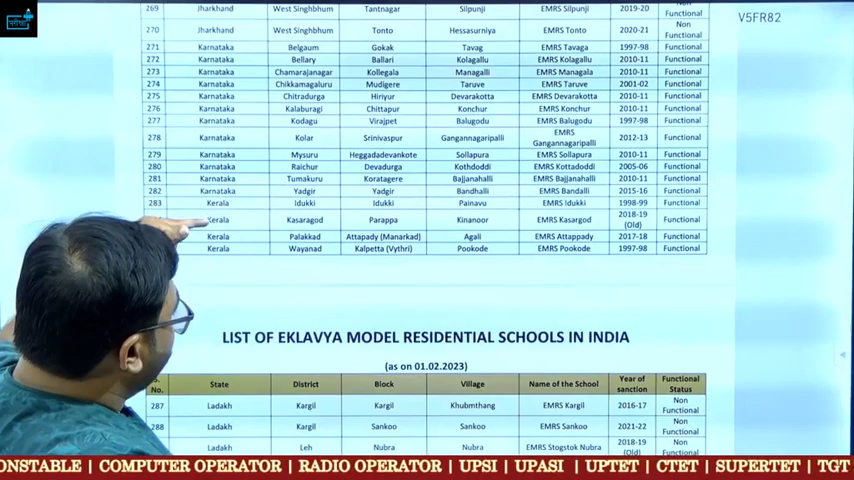 परीक्षा
V5FR82
269 Jharkhand West Singhbhum Tantnagar Silpunji EMRS Silpunji 2019-20 Non Functional
270 Jharkhand West Singhbhum Tonto Hessasurniya EMRS Tonto 2020-21 Non Functional
271 Karnataka Belgaum Gokak Tavag EMRS Tavaga 1997-98 Functional
272 Karnataka Bellary Ballari Kolagallu EMRS Kolagallu 2010-11 Functional
273 Karnataka Chamarajanagar Kollegala Managalli EMRS Managala 2010-11 Functional
274 Karnataka Chikkamagaluru Mudigere Taruve EMRS Taruve 2001-02 Functional
275 Karnataka Chitradurga Hiriyur Devarakotta EMRS Devarakotta 2010-11 Functional
276 Karnataka Kalaburagi Chittapur Konchur EMRS Konchur 2010-11 Functional
277 Karnataka Kodagu Virajpet Balugodu EMRS Balugodu 1997-98 Functional
278 Karnataka Kolar Srinivaspur Gangannagaripalli EMRS Gangannagaripalli 2012-13 Functional
279 Karnataka Mysuru Heggadadevankote Sollapura EMRS Sollapura 2010-11 Functional
280 Karnataka Raichur Devadurga Kothdoddi EMRS Kottadoddi 2005-06 Functional
281 Karnataka Tumakuru Koratagere Bajjanahalli EMRS Bajjanahalli 2010-11 Functional
282 Karnataka Yadgir Yadgir Bandhalli EMRS Bandalli 2015-16 Functional
283 Kerala Idukki Idukki Painavu EMRS Idukki 1998-99 Functional
Kerala Kasaragod Parappa Kinanoor EMRS Kasargod 2018-19 (Old) Functional
Kerala Palakkad Attapady (Manarkad) Agali EMRS Attappady 2017-18 Functional
Kerala Wayanad Kalpetta (Vythri) Pookode EMRS Pookode 1997-98 Functional
LIST OF EKLAVYA MODEL RESIDENTIAL SCHOOLS IN INDIA
(as on 01.02.2023)
No. State District Block Village Name of the School Year of sanction Functional Status
287 Ladakh Kargil Kargil Khubmthang EMRS Kargil 2016-17 Non Functional
288 Ladakh Kargil Sankoo Sankoo EMRS Sankoo 2021-22 Non Functional
Ladakh Leh Nubra Nubra EMRS Stogstok Nubra 2018-19 (Old) Non
ONSTABLE | COMPUTER OPERATOR | RADIO OPERATOR | UPSI | UPASI | UPTET | CTET | SUPERTET | TGT